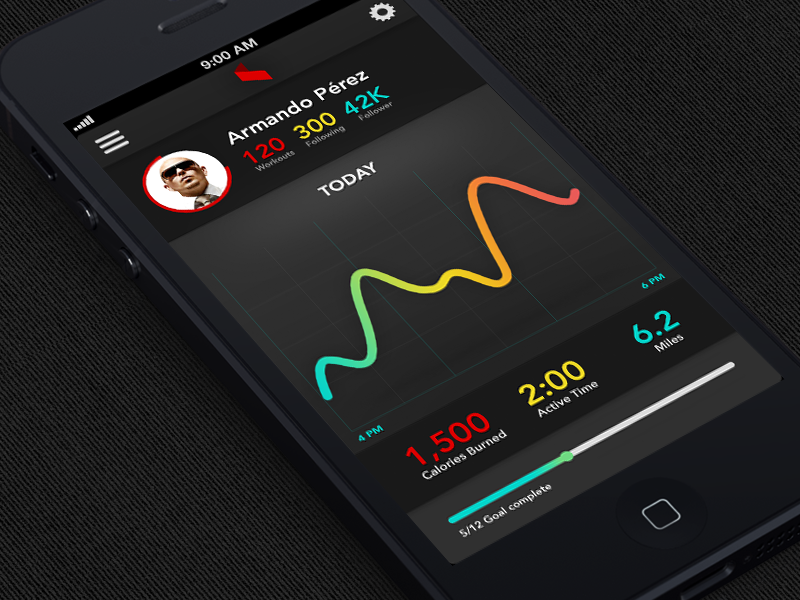 9:00 AM
Armando Pérez
120 300 42K
Workouts Following Follower
TODAY
4 PM 6 PM
1,500 2:00 6.2
Calories Burned Active Time Miles
5/12 Goal complete